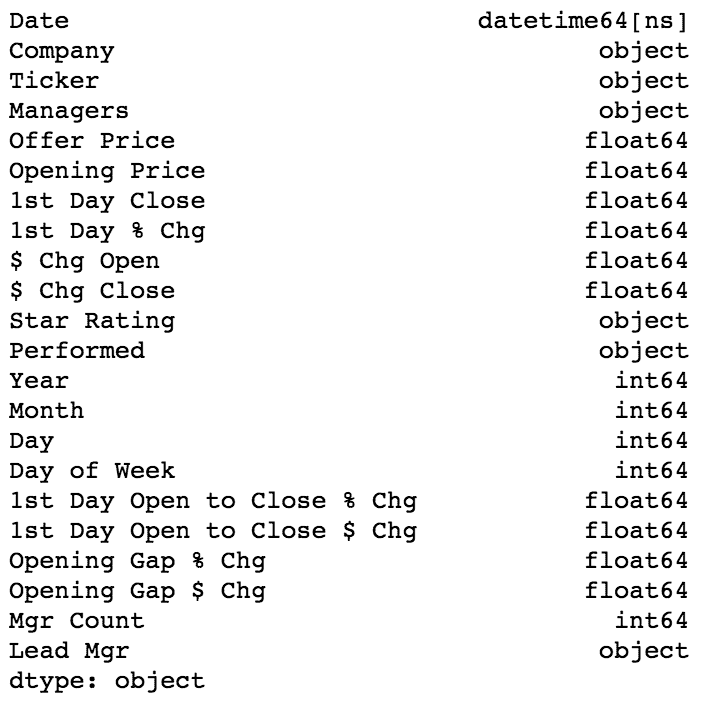 Date datetime64[ns]
Company object
Ticker object
Managers object
Offer Price float64
Opening Price float64
1st Day Close float64
1st Day % Chg float64
$ Chg Open float64
$ Chg Close float64
Star Rating object
Performed object
Year int64
Month int64
Day int64
Day of Week int64
1st Day Open to Close % Chg float64
1st Day Open to Close $ Chg float64
Opening Gap % Chg float64
Opening Gap $ Chg float64
Mgr Count int64
Lead Mgr object
dtype: object